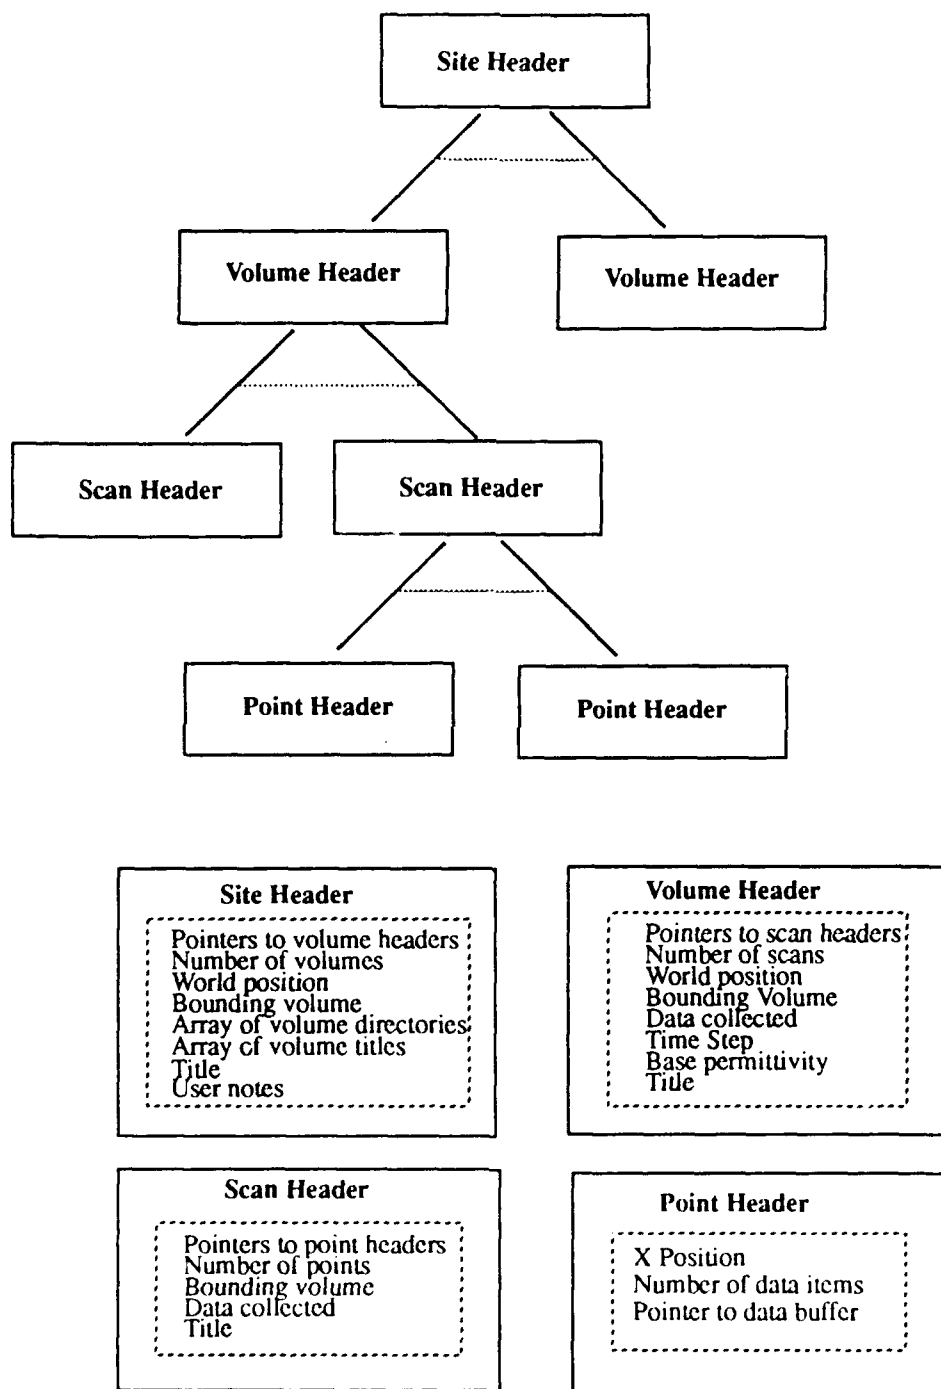 Site Header
Volume Header
Volume Header
Scan Header
Scan Header
Point Header
Point Header
Site Header
Pointers to volume headers
Number of volumes
World position
Bounding volume
Array of volume directories
Array of volume titles
Title
User notes
Volume Header
Pointers to scan headers
Number of scans
World position
Bounding Volume
Data collected
Time Step
Base permittivity
Title
Scan Header
Pointers to point headers
Number of points
Bounding volume
Data collected
Title
Point Header
X Position
Number of data items
Pointer to data buffer